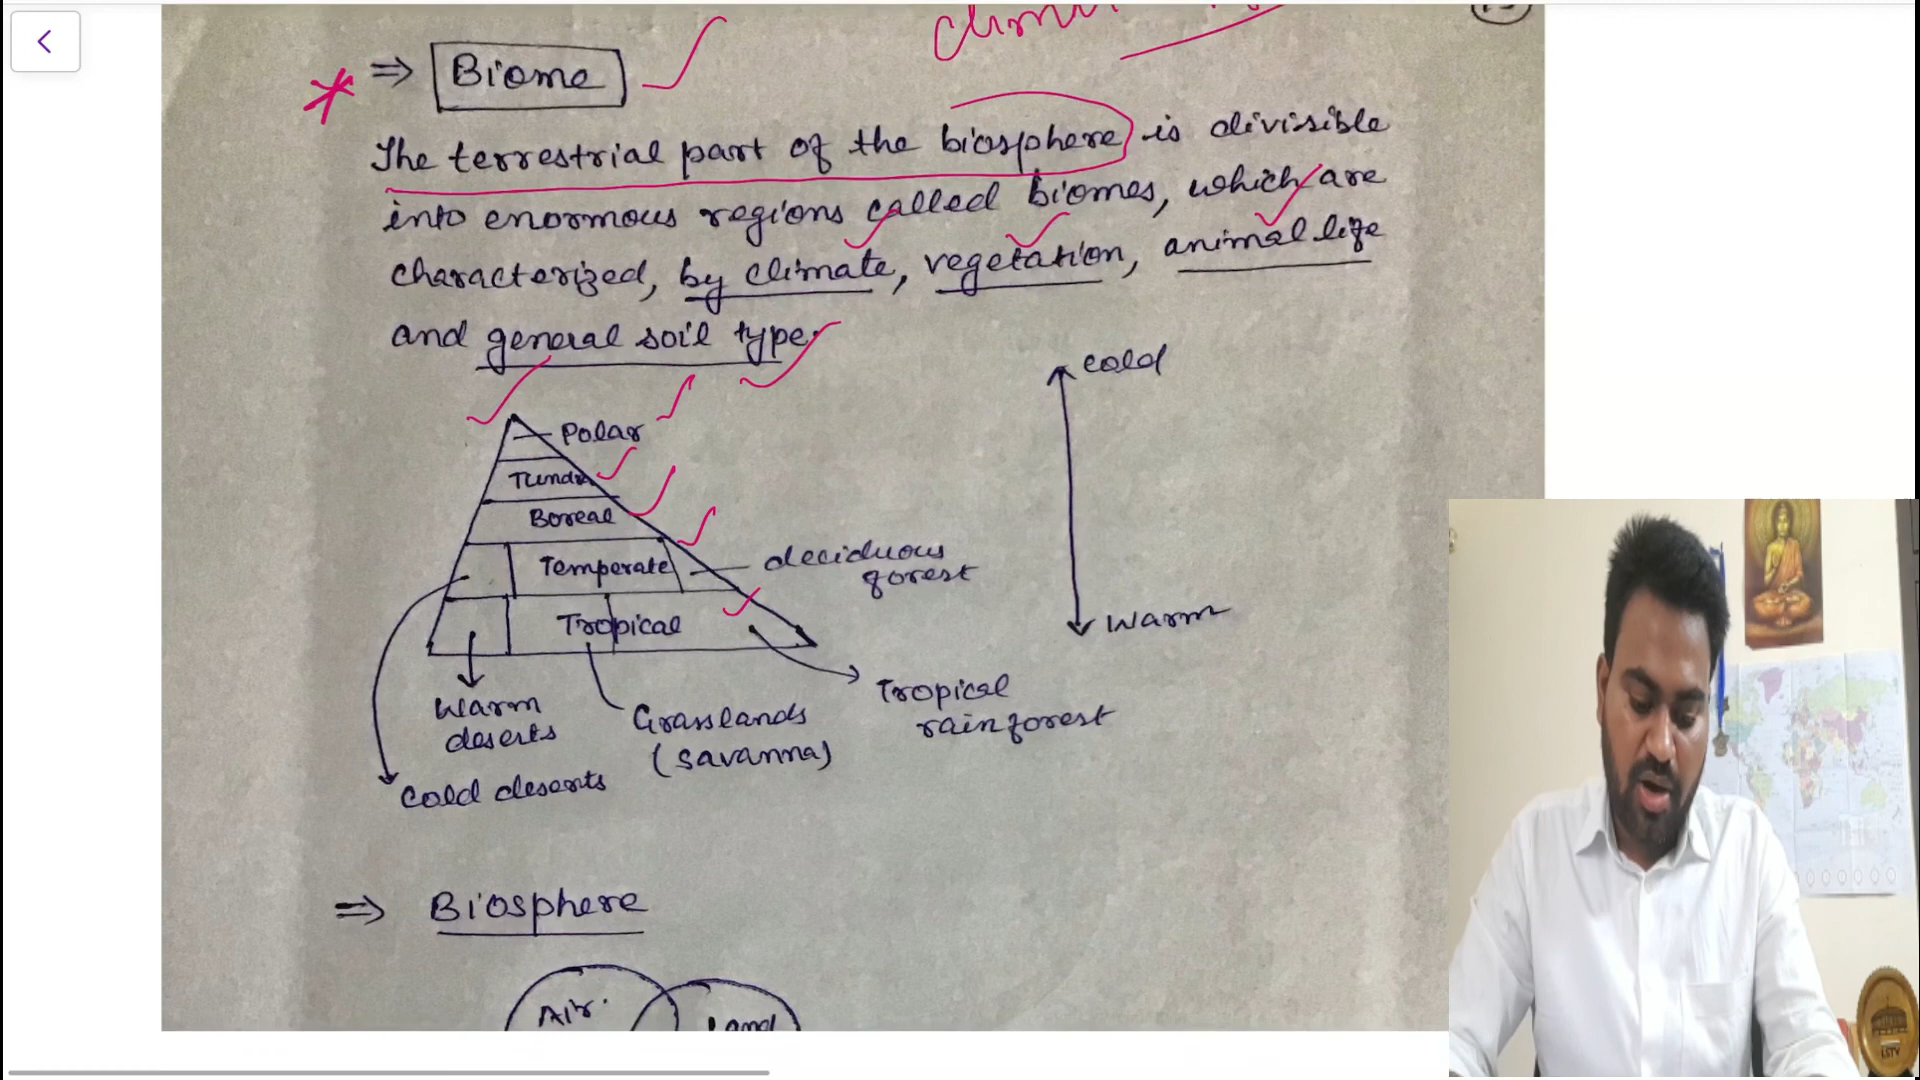 ⇒ Biome
The terrestrial part of the biosphere is divisible
into enormous regions called biomes, which are
characterized, by climate, vegetation, animal life
and general soil type.
cold
Polar
Tundra
Boreal
Temperate
deciduous
forest
Tropical
warm
Warm
deserts
Grasslands
(savanna)
Tropical
rainforest
Cold deserts
⇒ Biosphere
Air
Land
LSTV